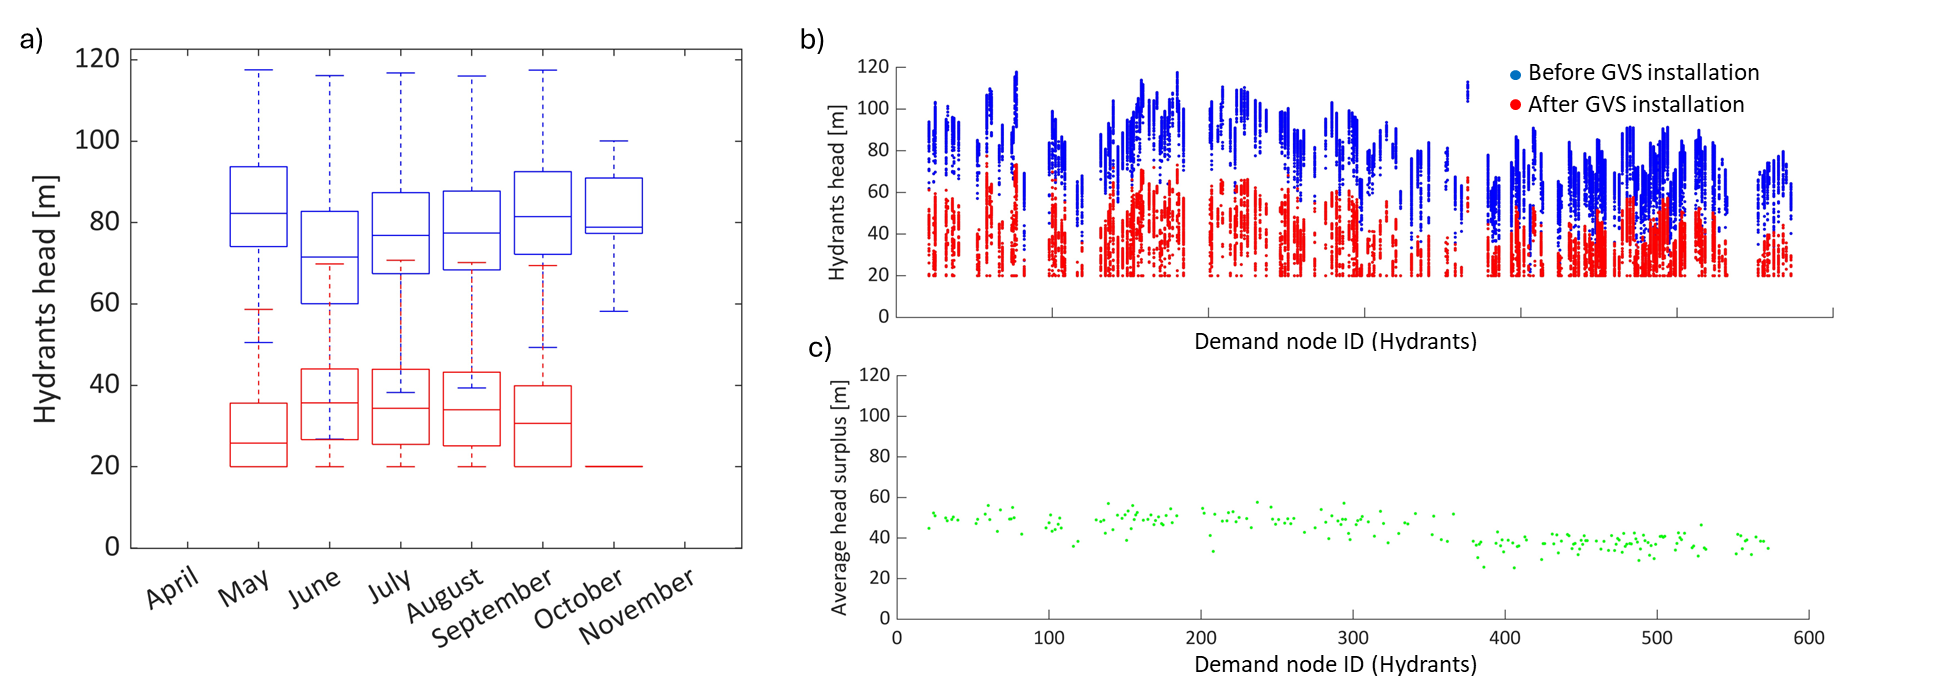 a)
Hydrants head [m]
120
100
80
60
40
20
0
April
May
June
July
August
September
October
November
b)
Hydrants head [m]
120
100
80
60
40
20
0
Before GVS installation
After GVS installation
Demand node ID (Hydrants)
c)
Average head surplus [m]
120
100
80
60
40
20
0
0 100 200 300 400 500 600
Demand node ID (Hydrants)